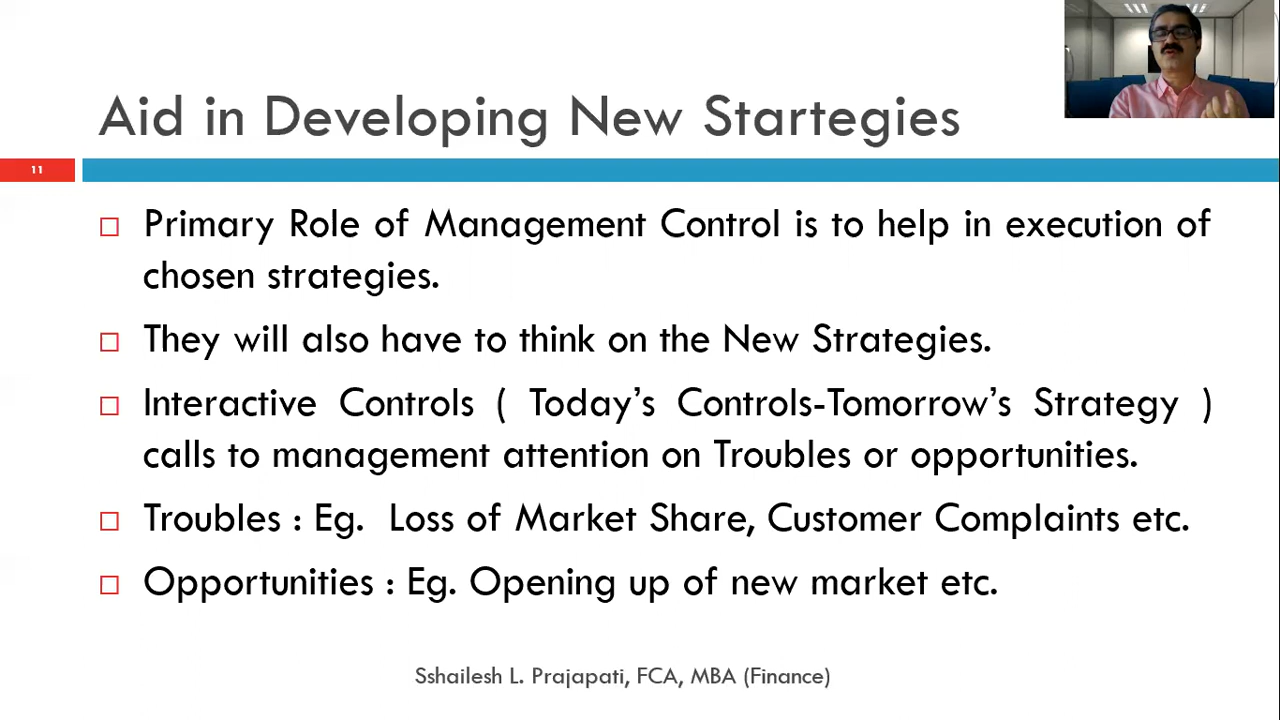 Aid in Developing New Startegies
11
Primary Role of Management Control is to help in execution of
chosen strategies.
They will also have to think on the New Strategies.
Interactive Controls ( Today’s Controls-Tomorrow’s Strategy )
calls to management attention on Troubles or opportunities.
Troubles : Eg. Loss of Market Share, Customer Complaints etc.
Opportunities : Eg. Opening up of new market etc.
Sshailesh L. Prajapati, FCA, MBA (Finance)